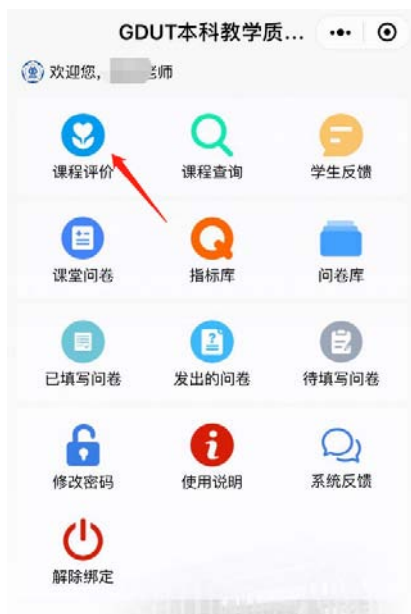 GDUT本科教学质...
欢迎您，老师
课程评价 课程查询 学生反馈
课堂问卷 指标库 问卷库
已填写问卷 发出的问卷 待填写问卷
修改密码 使用说明 系统反馈
解除绑定